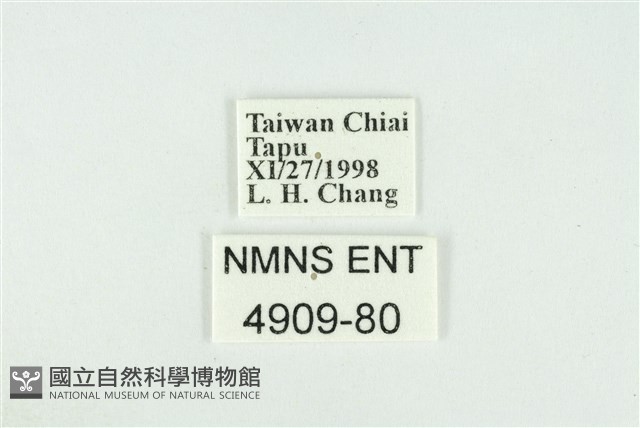 Taiwan Chiai
Tapu
XI/27/1998
L. H. Chang
NMNS ENT
4909-80
國立自然科學博物館
NATIONAL MUSEUM OF NATURAL SCIENCE